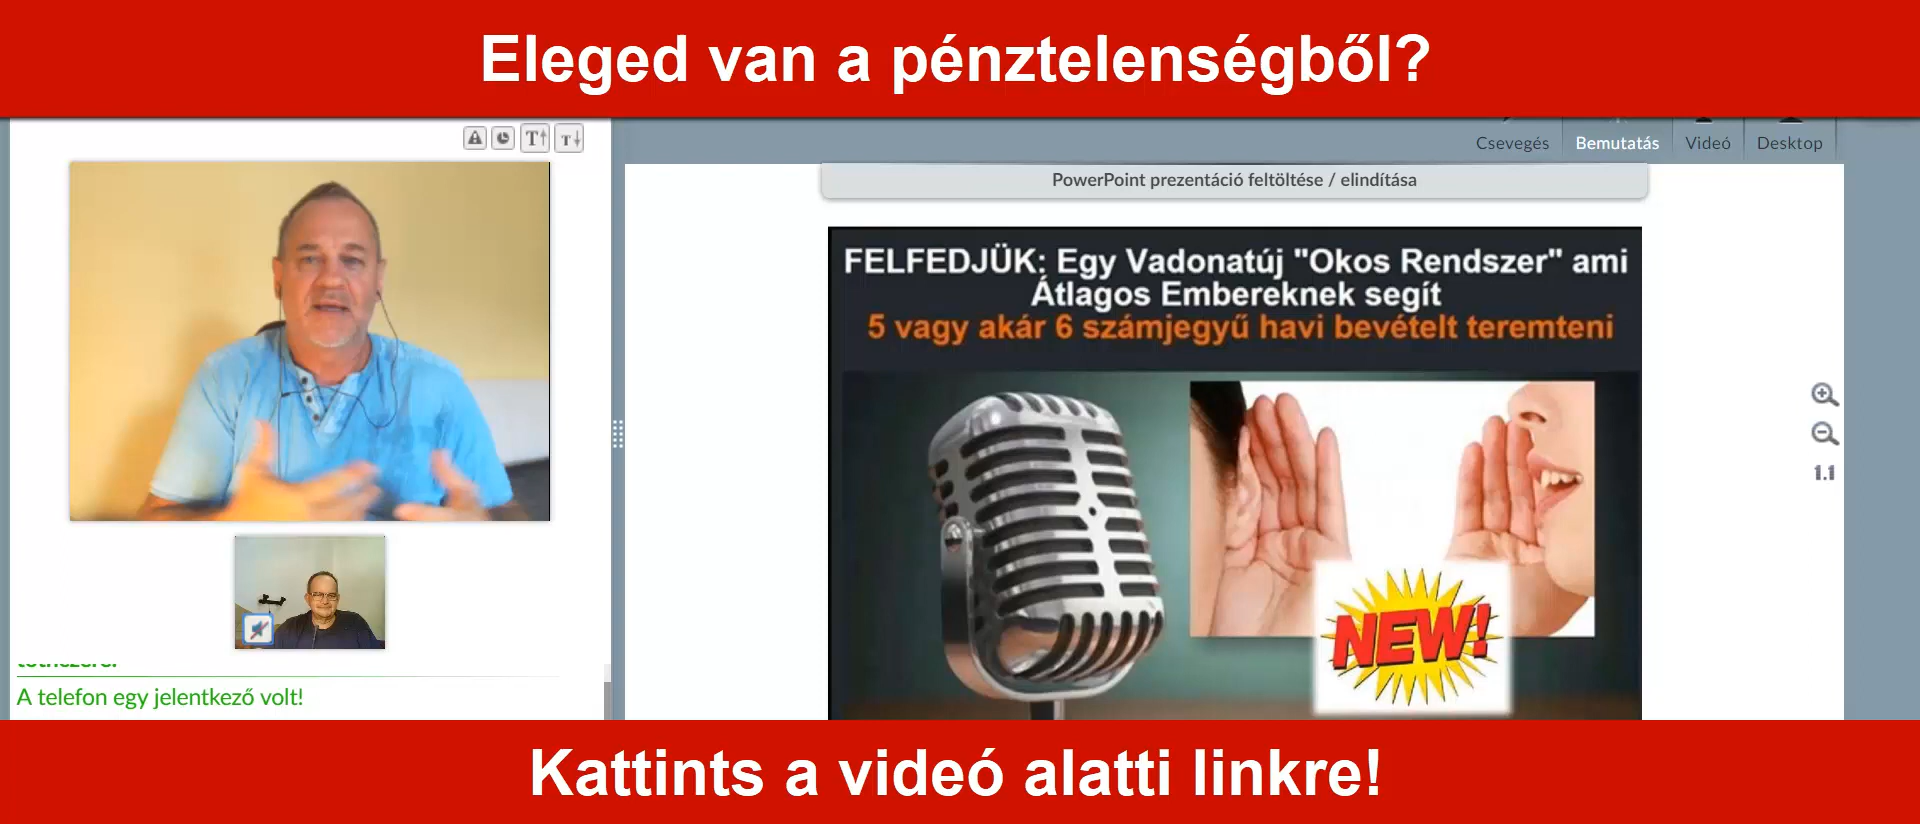 Eleged van a pénztelenségből?
T T
Csevegés Bemutatás Videó Desktop
PowerPoint prezentáció feltöltése / elindítása
FELFEDJÜK: Egy Vadonatúj "Okos Rendszer" ami
Átlagos Embereknek segít
5 vagy akár 6 számjegyű havi bevételt teremteni
NEW!
1.1
A telefon egy jelentkező volt!
Kattints a videó alatti linkre!